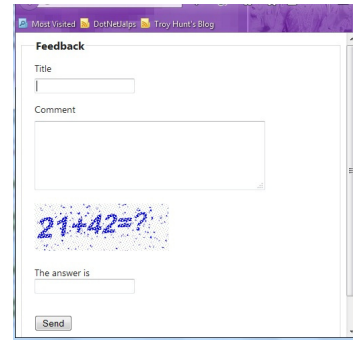 Most Visited DotNetJalps Troy Hunt's Blog
Feedback
Title
Comment
21+42=?
The answer is
Send